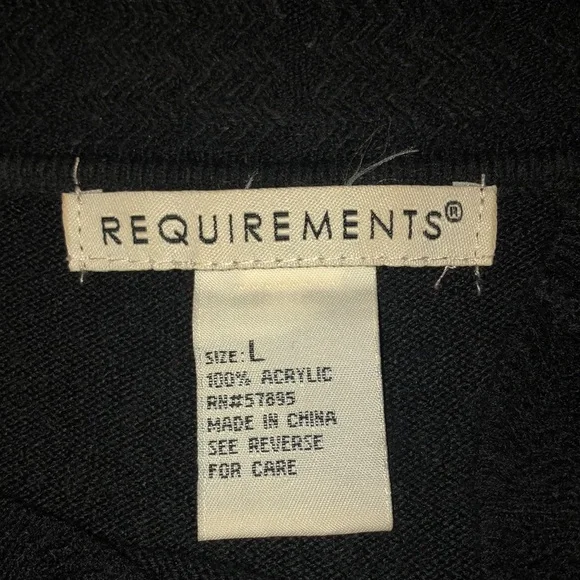 REQUIREMENTS®
SIZE: L
100% ACRYLIC
RN#57895
MADE IN CHINA
SEE REVERSE
FOR CARE